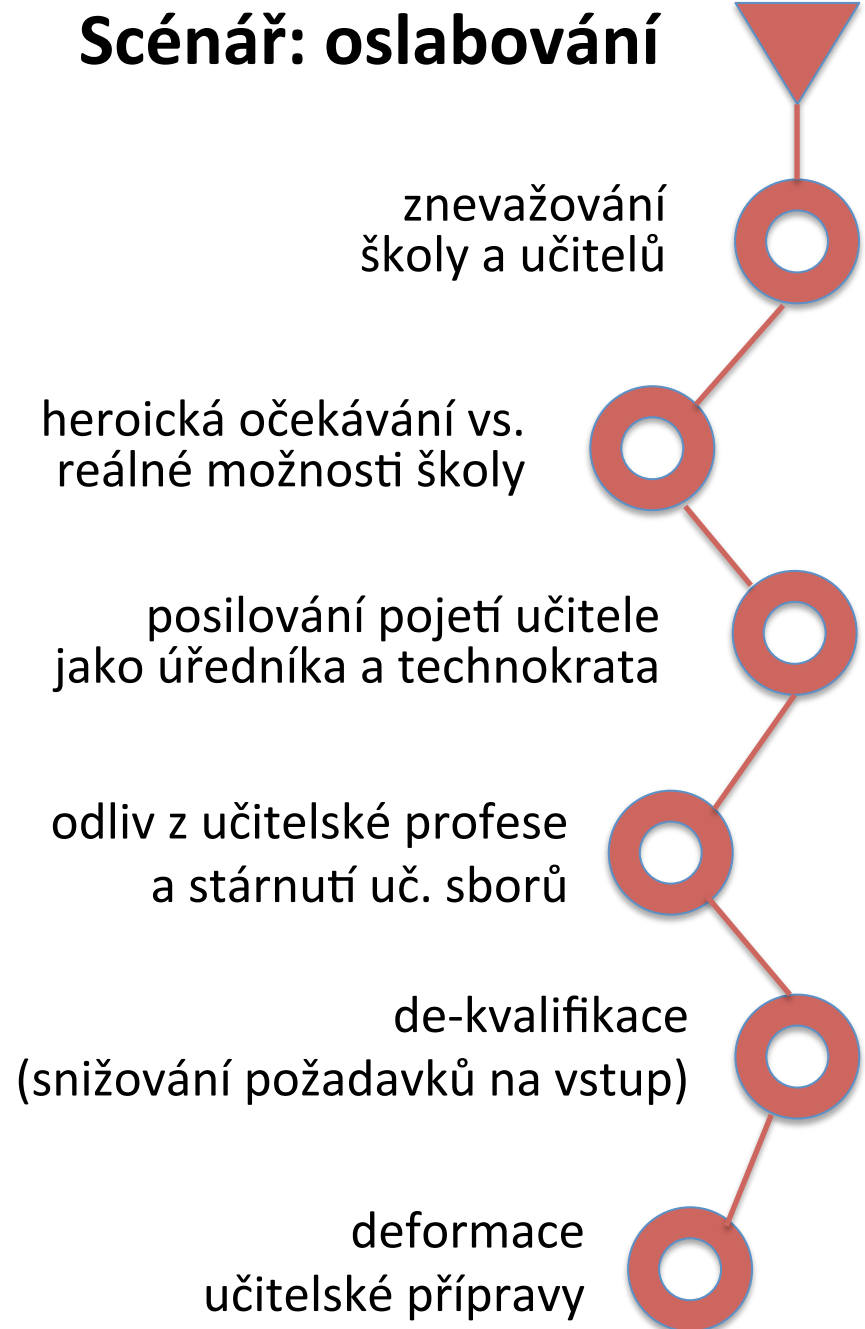 Scénář: oslabování
znevažování
školy a učitelů
heroická očekávání vs.
reálné možnosti školy
posilování pojetí učitele
jako úředníka a technokrata
odliv z učitelské profese
a stárnutí uč. sborů
de-kvalifikace
(snižování požadavků na vstup)
deformace
učitelské přípravy